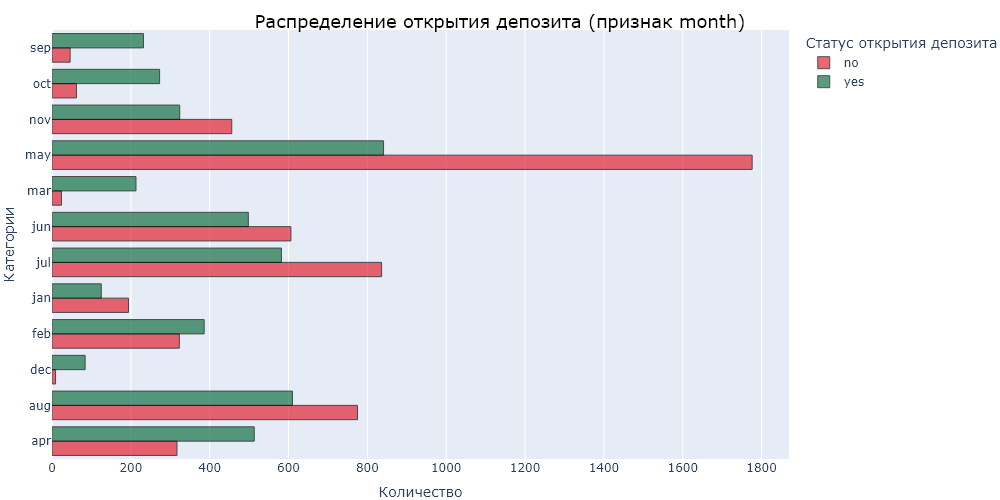 Распределение открытия депозита (признак month)
Статус открытия депозита
no
yes
Категории
sep
oct
nov
may
mar
jun
jul
jan
feb
dec
aug
apr
0 200 400 600 800 1000 1200 1400 1600 1800
Количество